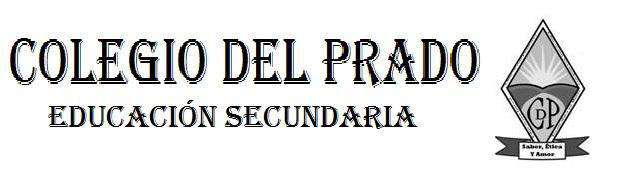 COLEGIO DEL PRADO
EDUCACIÓN SECUNDARIA
CDP
Saber, Ética
Y Amor